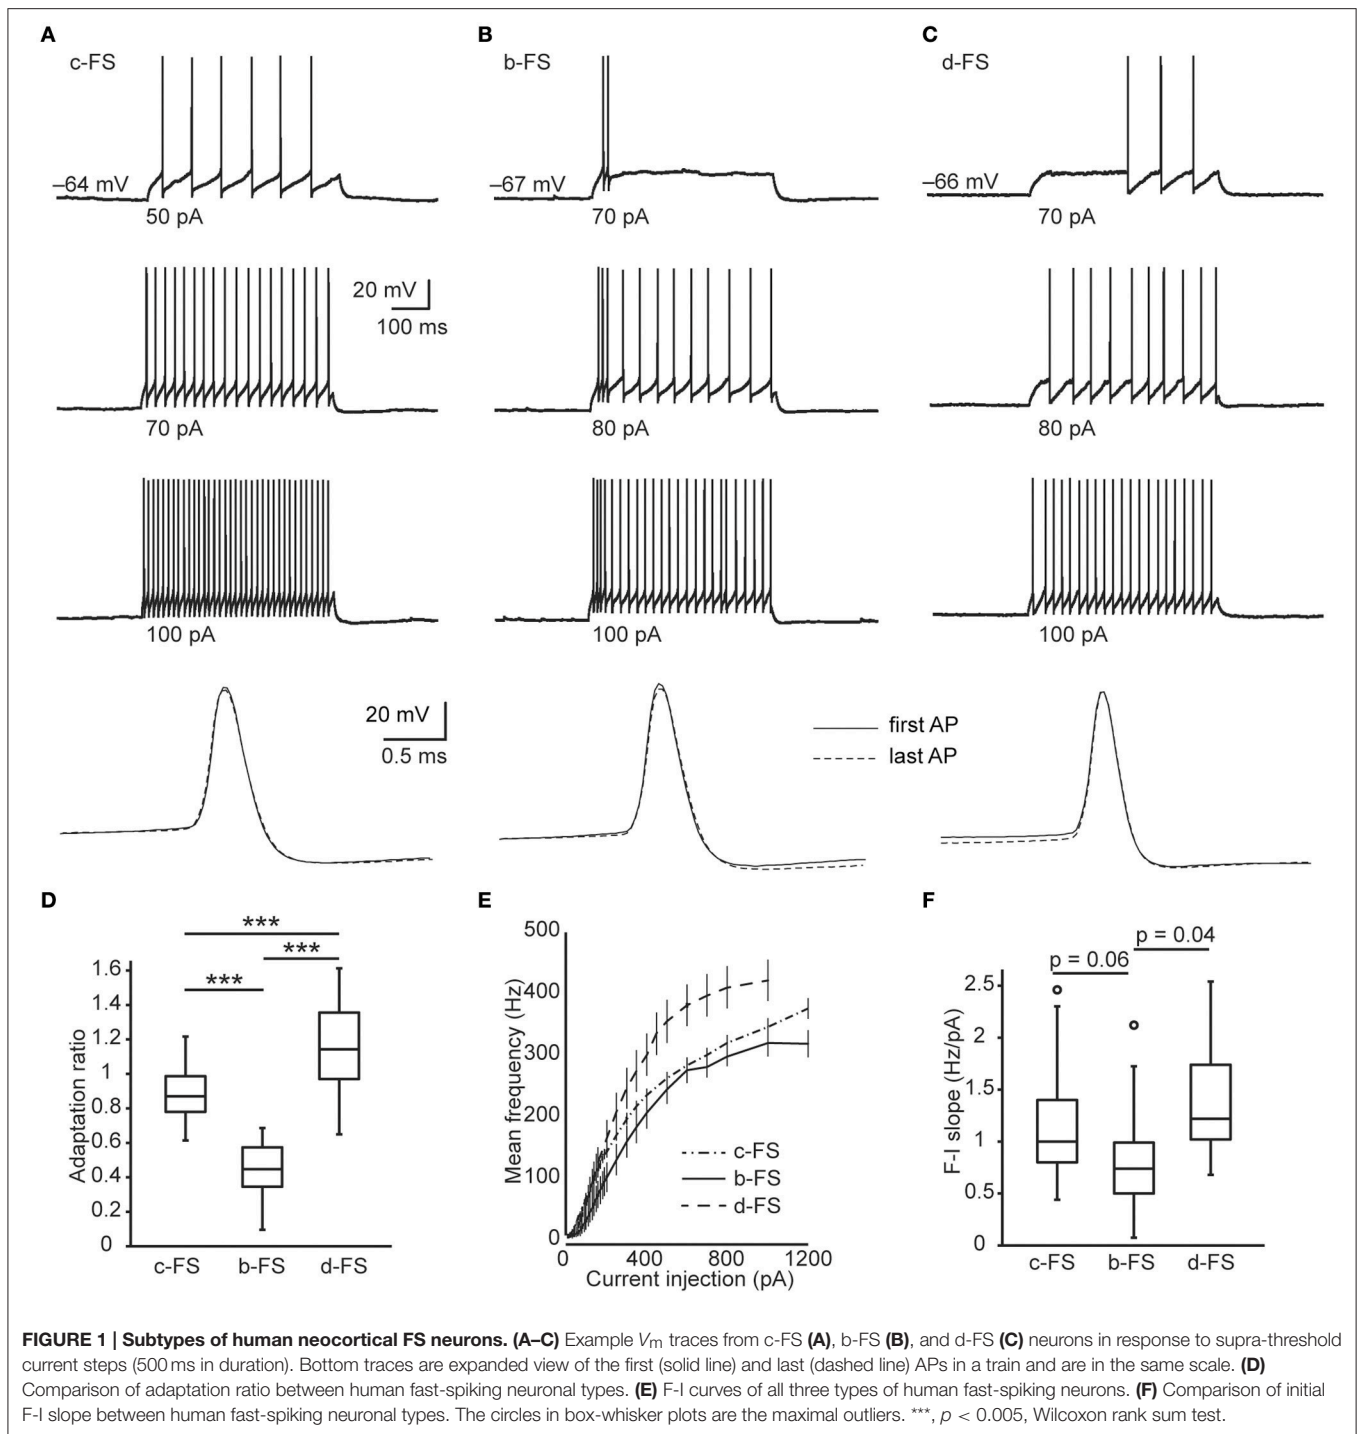 A
c-FS
−64 mV
50 pA
20 mV
100 ms
70 pA
100 pA
20 mV
0.5 ms
B
b-FS
−67 mV
70 pA
80 pA
100 pA
C
d-FS
−66 mV
70 pA
80 pA
100 pA
first AP
last AP
D
***
***
***
Adaptation ratio
1.6
1.4
1.2
1
0.8
0.6
0.4
0.2
0
c-FS b-FS d-FS
E
Mean frequency (Hz)
500
400
300
200
100
0
c-FS
b-FS
d-FS
0 400 800 1200
Current injection (pA)
F
p = 0.04
p = 0.06
F-I slope (Hz/pA)
2.5
2
1.5
1
0.5
0
c-FS b-FS d-FS
FIGURE 1 | Subtypes of human neocortical FS neurons. (A–C) Example Vm traces from c-FS (A), b-FS (B), and d-FS (C) neurons in response to supra-threshold
current steps (500 ms in duration). Bottom traces are expanded view of the first (solid line) and last (dashed line) APs in a train and are in the same scale. (D)
Comparison of adaptation ratio between human fast-spiking neuronal types. (E) F-I curves of all three types of human fast-spiking neurons. (F) Comparison of initial
F-I slope between human fast-spiking neuronal types. The circles in box-whisker plots are the maximal outliers. ***, p < 0.005, Wilcoxon rank sum test.